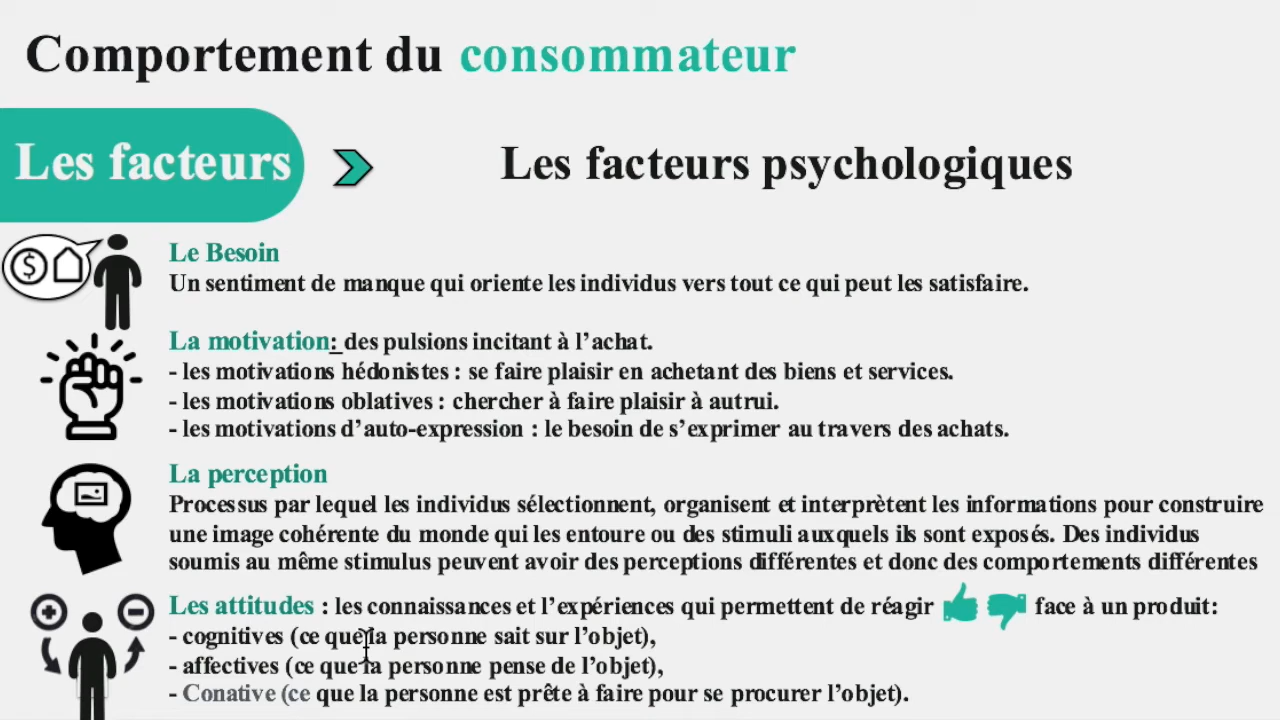 Comportement du consommateur
Les facteurs
Les facteurs psychologiques
Le Besoin
Un sentiment de manque qui oriente les individus vers tout ce qui peut les satisfaire.
La motivation: des pulsions incitant à l’achat.
- les motivations hédonistes : se faire plaisir en achetant des biens et services.
- les motivations oblatives : chercher à faire plaisir à autrui.
- les motivations d’auto-expression : le besoin de s’exprimer au travers des achats.
La perception
Processus par lequel les individus sélectionnent, organisent et interprètent les informations pour construire
une image cohérente du monde qui les entoure ou des stimuli auxquels ils sont exposés. Des individus
soumis au même stimulus peuvent avoir des perceptions différentes et donc des comportements différentes
Les attitudes : les connaissances et l’expériences qui permettent de réagir face à un produit:
- cognitives (ce que la personne sait sur l’objet),
- affectives (ce que la personne pense de l’objet),
- Conative (ce que la personne est prête à faire pour se procurer l’objet).